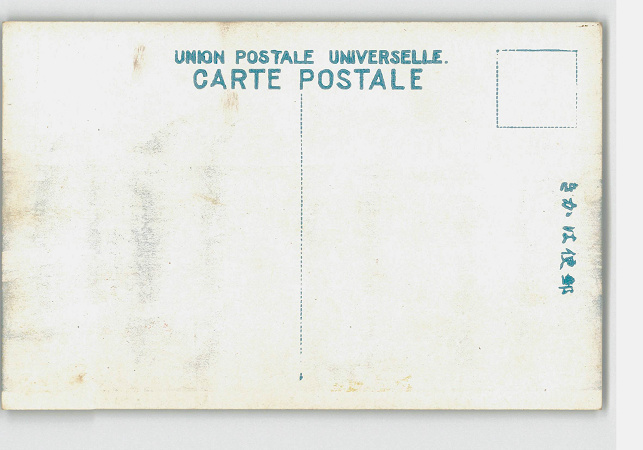 UNION POSTALE UNIVERSELLE.
CARTE POSTALE
きかは便郵